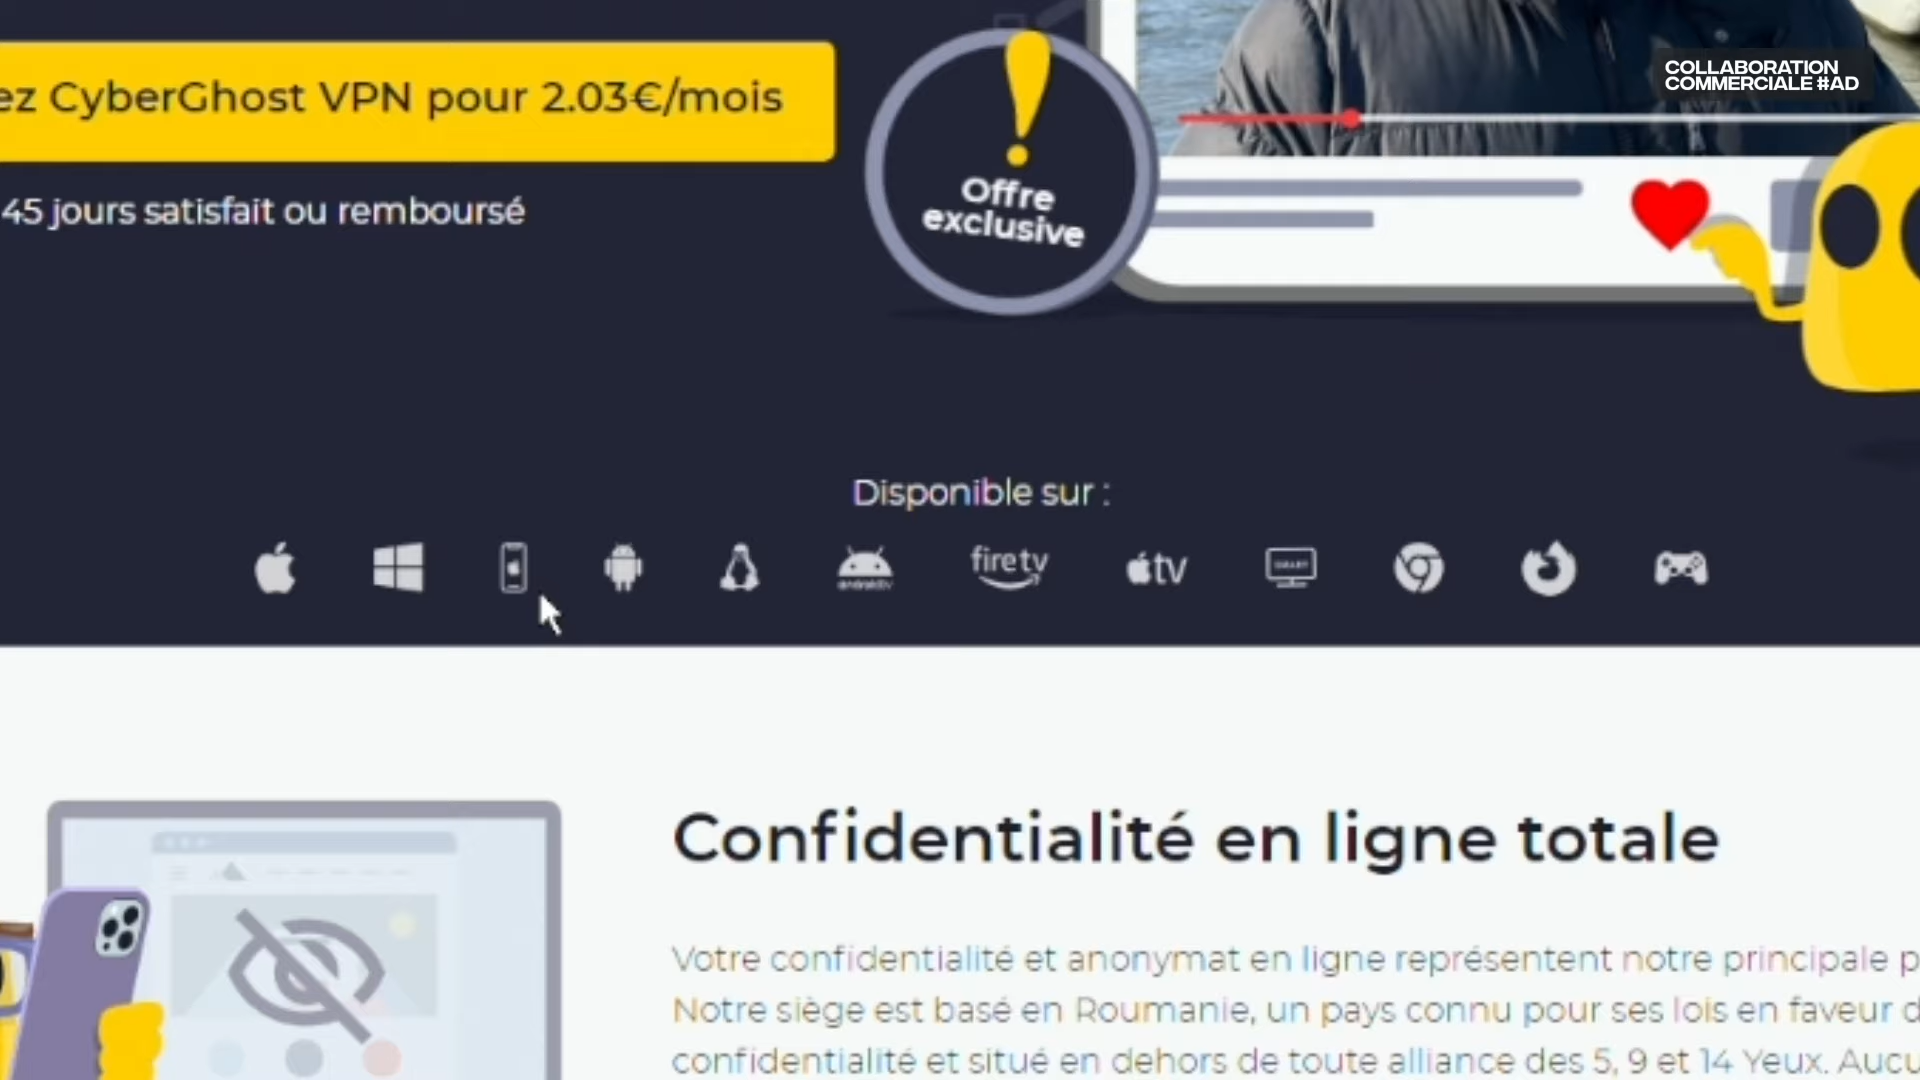 COLLABORATION
COMMERCIALE #AD
ez CyberGhost VPN pour 2.03€/mois
45 jours satisfait ou remboursé
Offre
exclusive
Disponible sur :
androidtv
firetv
tv
SMART
Confidentialité en ligne totale
Votre confidentialité et anonymat en ligne représentent notre principale p
Notre siège est basé en Roumanie, un pays connu pour ses lois en faveur d
confidentialité et situé en dehors de toute alliance des 5, 9 et 14 Yeux. Aucu